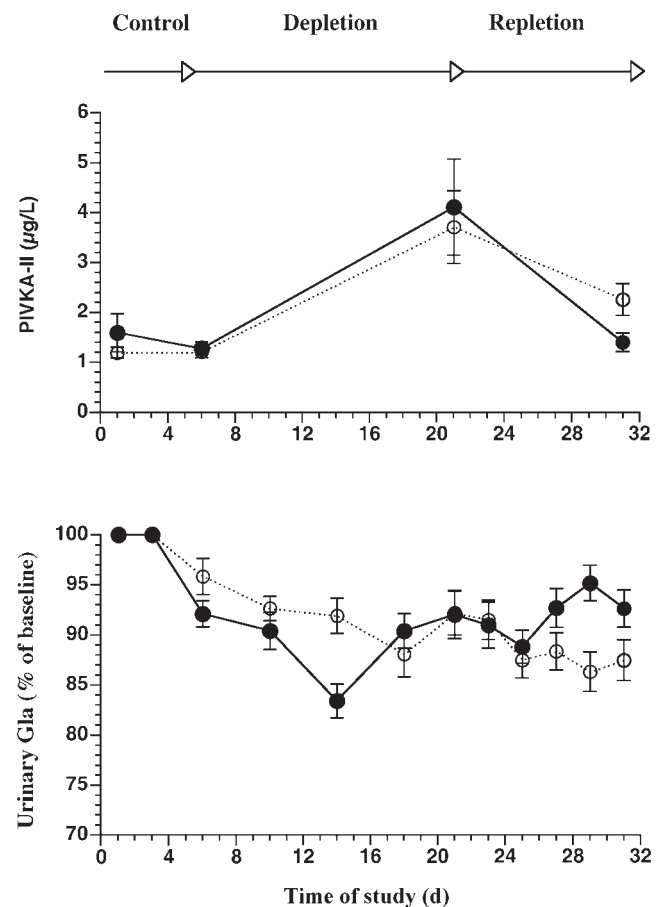 Control Depletion Repletion
6
5
4
3
2
1
0
PIVKA-II (µg/L)
0 4 8 12 16 20 24 28 32
100
95
90
85
80
75
70
Urinary Gla (% of baseline)
0 4 8 12 16 20 24 28 32
Time of study (d)